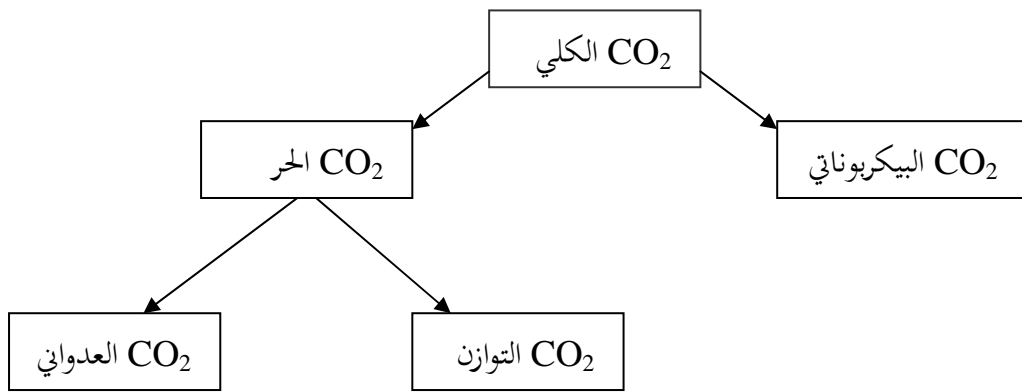 CO₂ الكلي
CO₂ البيكربوناتي
CO₂ الحر
CO₂ التوازن
CO₂ العدواني